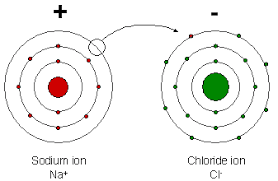 + -
Sodium ion Chloride ion
Na+ Cl-